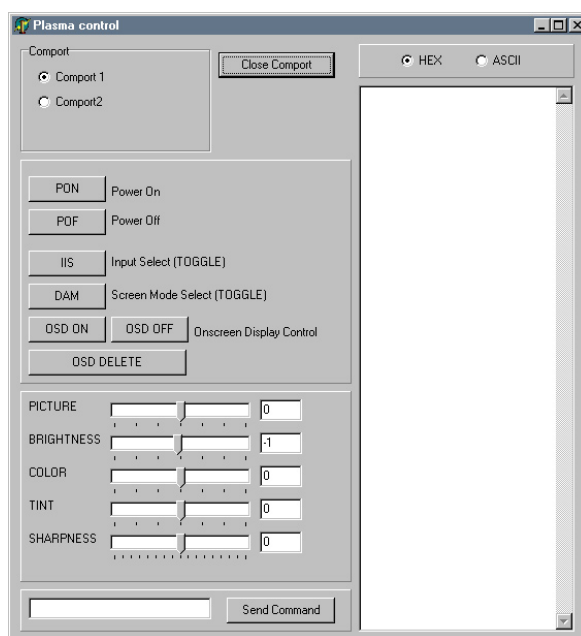 Plasma control
Comport
Comport 1
Comport2
Close Comport
HEX
ASCII
PON
Power On
POF
Power Off
IIS
Input Select (TOGGLE)
DAM
Screen Mode Select (TOGGLE)
OSD ON
OSD OFF
Onscreen Display Control
OSD DELETE
PICTURE
0
BRIGHTNESS
-1
COLOR
0
TINT
0
SHARPNESS
0
Send Command